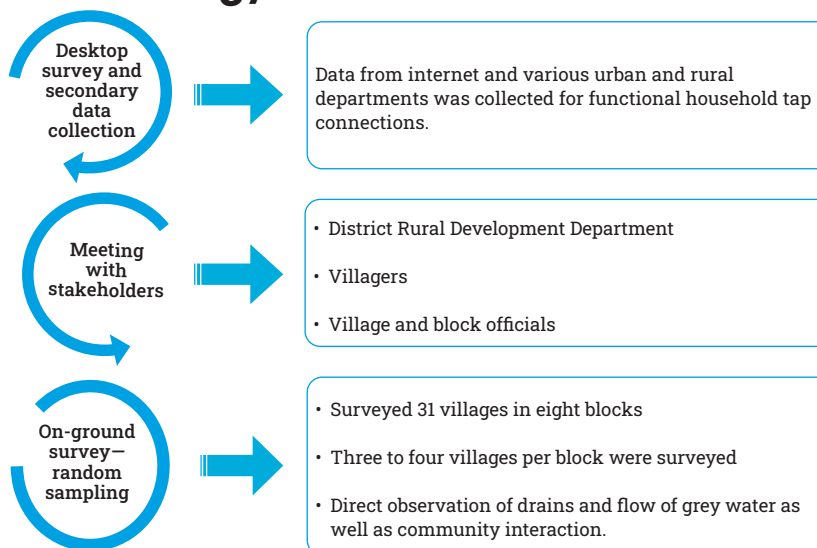 Desktop
survey and
secondary
data
collection
Data from internet and various urban and rural
departments was collected for functional household tap
connections.
Meeting
with
stakeholders
• District Rural Development Department
• Villagers
• Village and block officials
On-ground
survey—
random
sampling
• Surveyed 31 villages in eight blocks
• Three to four villages per block were surveyed
• Direct observation of drains and flow of grey water as
well as community interaction.